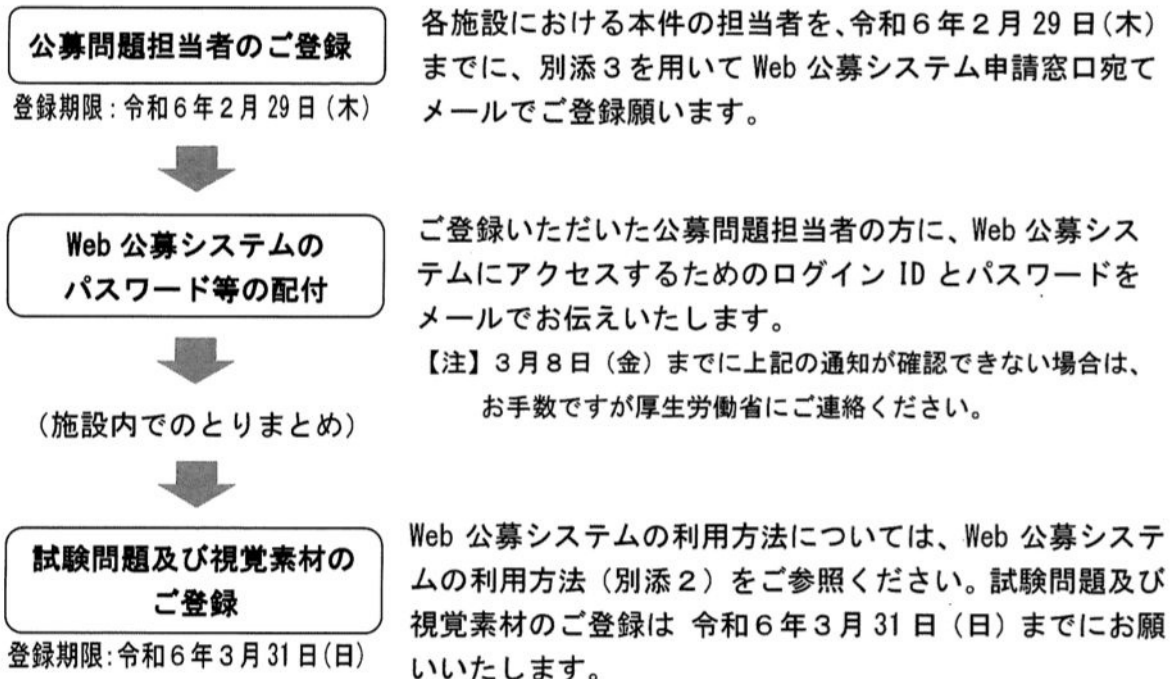 公募問題担当者のご登録
登録期限:令和6年2月29日(木)
各施設における本件の担当者を、令和6年2月29日(木)
までに、別添3を用いてWeb公募システム申請窓口宛て
メールでご登録願います。
Web公募システムの
パスワード等の配付
ご登録いただいた公募問題担当者の方に、Web公募シス
テムにアクセスするためのログインIDとパスワードを
メールでお伝えいたします。
【注】3月8日(金)までに上記の通知が確認できない場合は、
お手数ですが厚生労働省にご連絡ください。
(施設内でのとりまとめ)
試験問題及び視覚素材の
ご登録
登録期限:令和6年3月31日(日)
Web公募システムの利用方法については、Web公募システ
ムの利用方法(別添2)をご参照ください。試験問題及び
視覚素材のご登録は 令和6年3月31日(日)までにお願
いいたします。